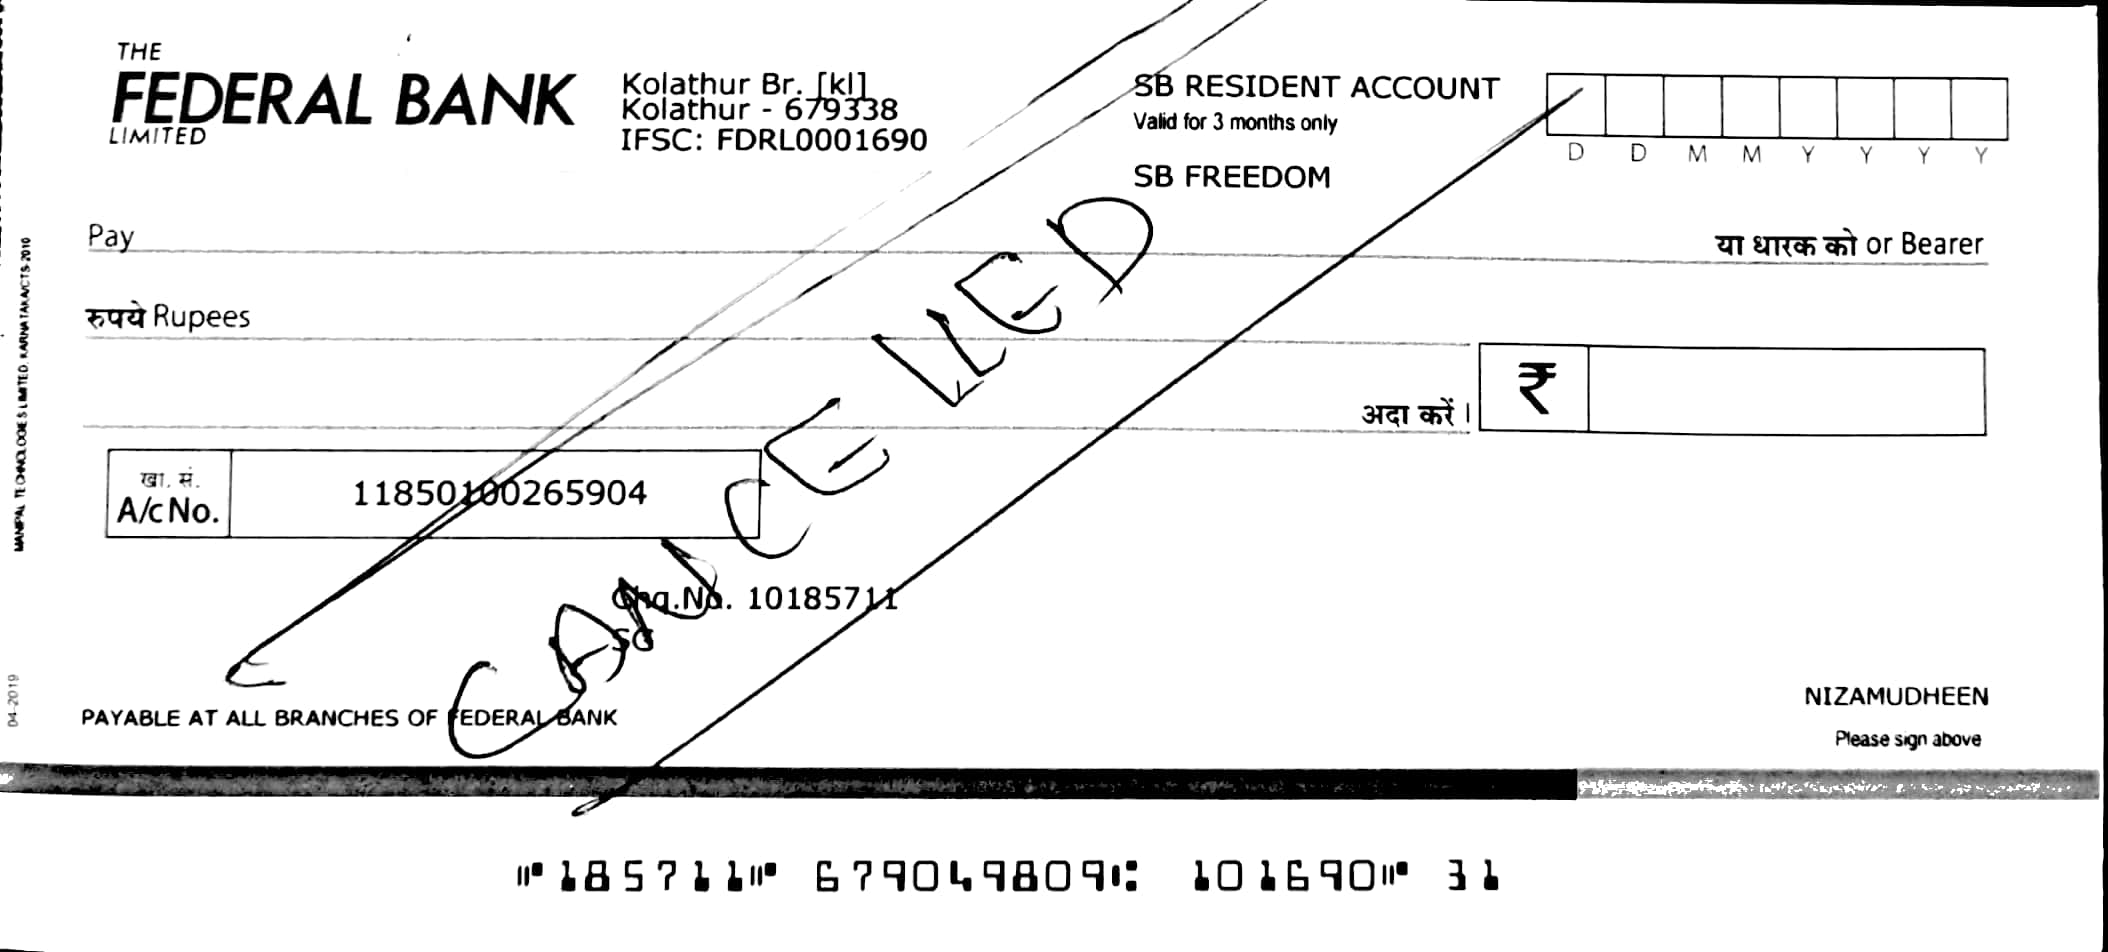 THE
FEDERAL BANK
LIMITED
Kolathur Br. [kl]
Kolathur - 679338
IFSC: FDRL0001690
SB RESIDENT ACCOUNT
Valid for 3 months only
SB FREEDOM
D D M M Y Y Y Y
Pay
या धारक को or Bearer
रुपये Rupees
अदा करें।
₹
खा. सं.
A/c No.
11850100265904
CANCELLED
Chq.No. 10185711
SG
PAYABLE AT ALL BRANCHES OF FEDERAL BANK
NIZAMUDHEEN
Please sign above
MANIPAL TECHNOLOGIES LIMITED, KARNATAKA/CTS-2010
04-2019
⑈185711⑈ 679049809⑆ 101690⑈ 31